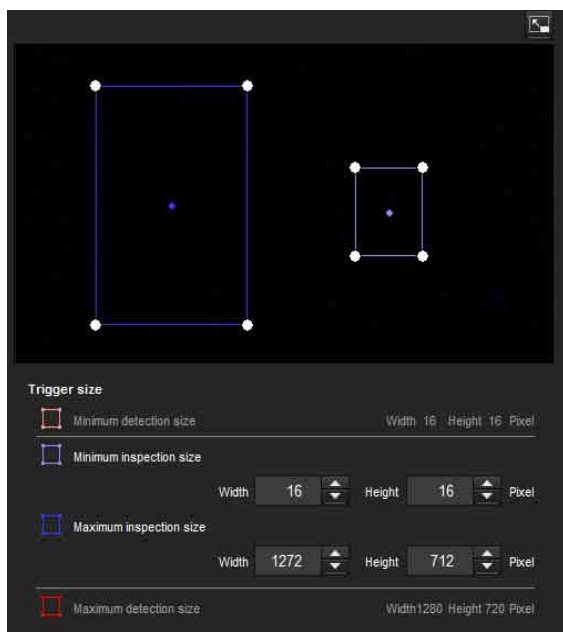 Trigger size
Minimum detection size Width 16 Height 16 Pixel
Minimum inspection size
Width 16 Height 16 Pixel
Maximum inspection size
Width 1272 Height 712 Pixel
Maximum detection size Width1280 Height 720 Pixel